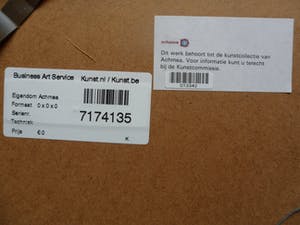 achmea
Dit werk behoort tot de kunstcollectie van
Achmea. Voor informatie kunt u terecht
bij de Kunstcommissie.
013340
Business Art Service Kunst.nl / Kunst.be
Eigendom Achmea
Formaat 0 x 0 x 0
Serienr.
Techniek 7174135
Prijs € 0 K